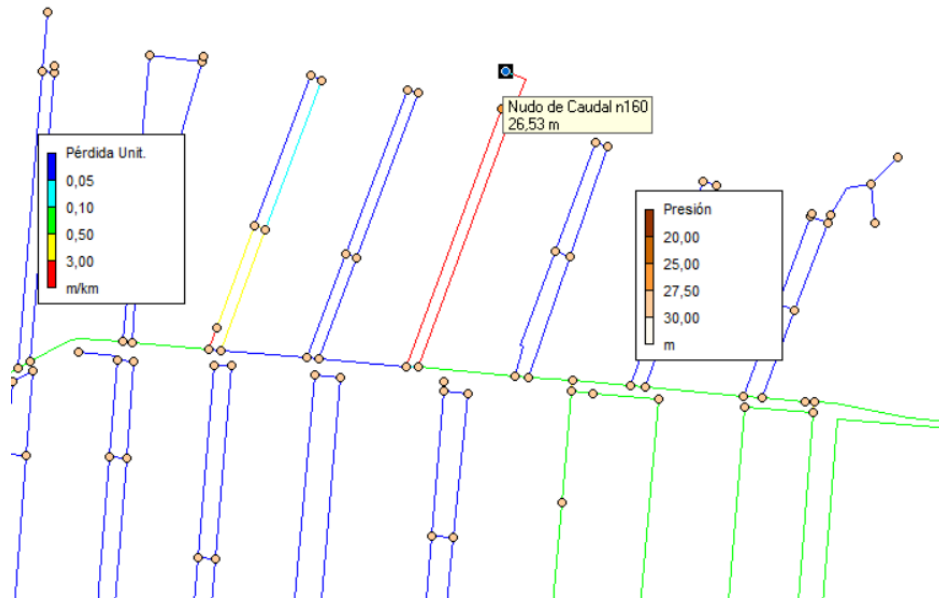 Nudo de Caudal n160
26,53 m
Pérdida Unit.
0,05
0,10
0,50
3,00
m/km
Presión
20,00
25,00
27,50
30,00
m